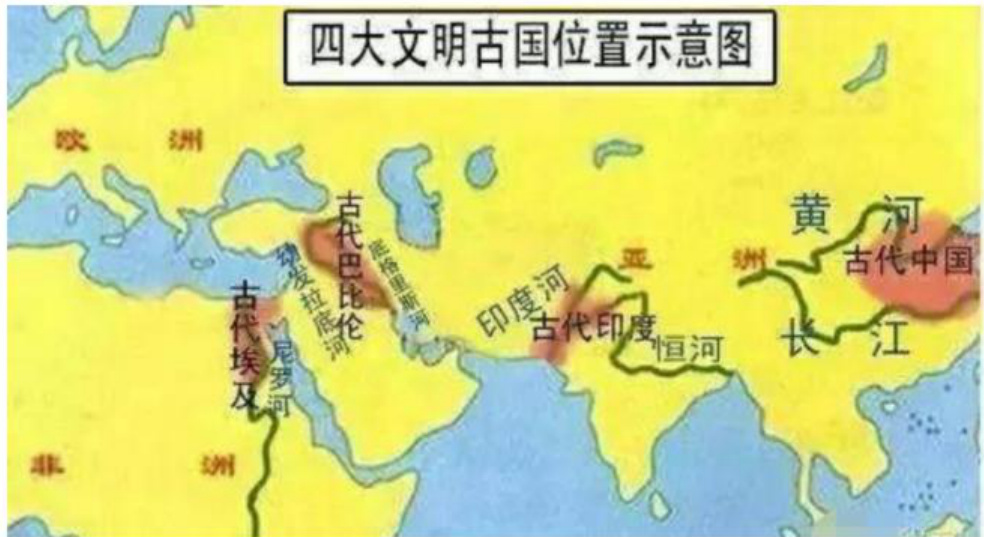 四大文明古国位置示意图
欧洲
黄河
古代巴比伦
幼发拉底河
底格里斯河
亚洲
古代中国
印度河
古代印度
古代埃及
尼罗河
恒河
长江
非洲